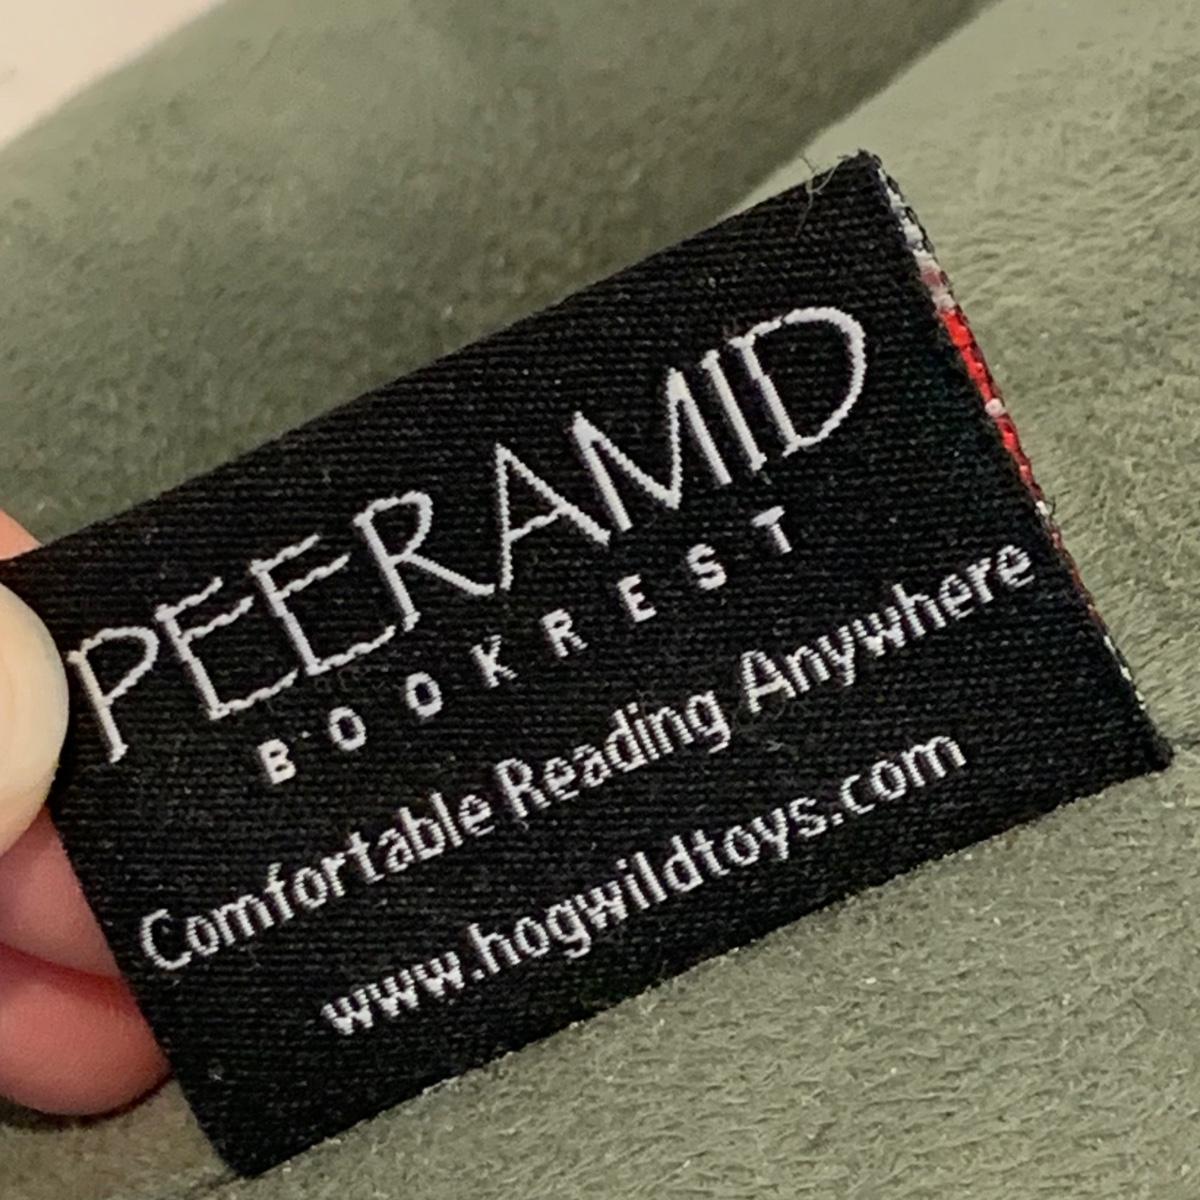 PEERAMID
BOOKREST
Comfortable Reading Anywhere
www.hogwildtoys.com